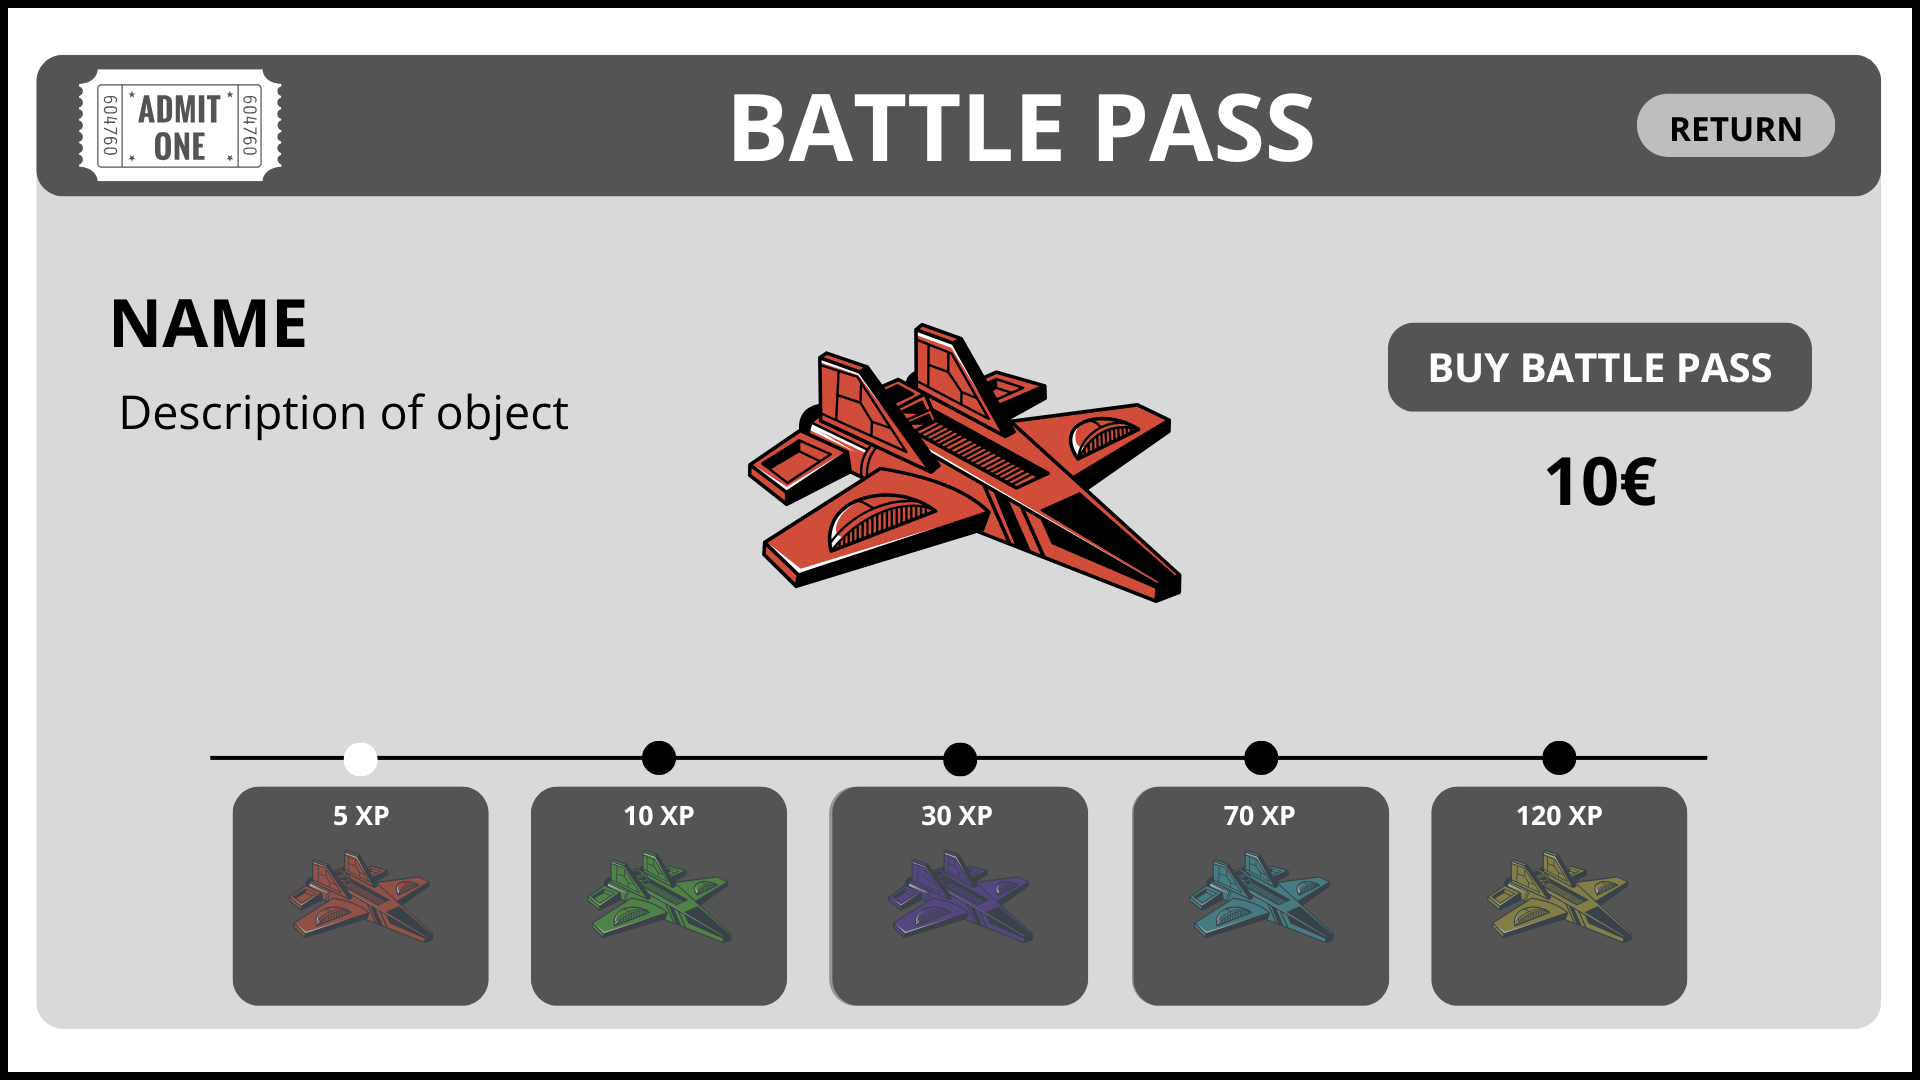 604760
ADMIT
ONE
604760
BATTLE PASS
RETURN
NAME
Description of object
BUY BATTLE PASS
10€
5 XP
10 XP
30 XP
70 XP
120 XP